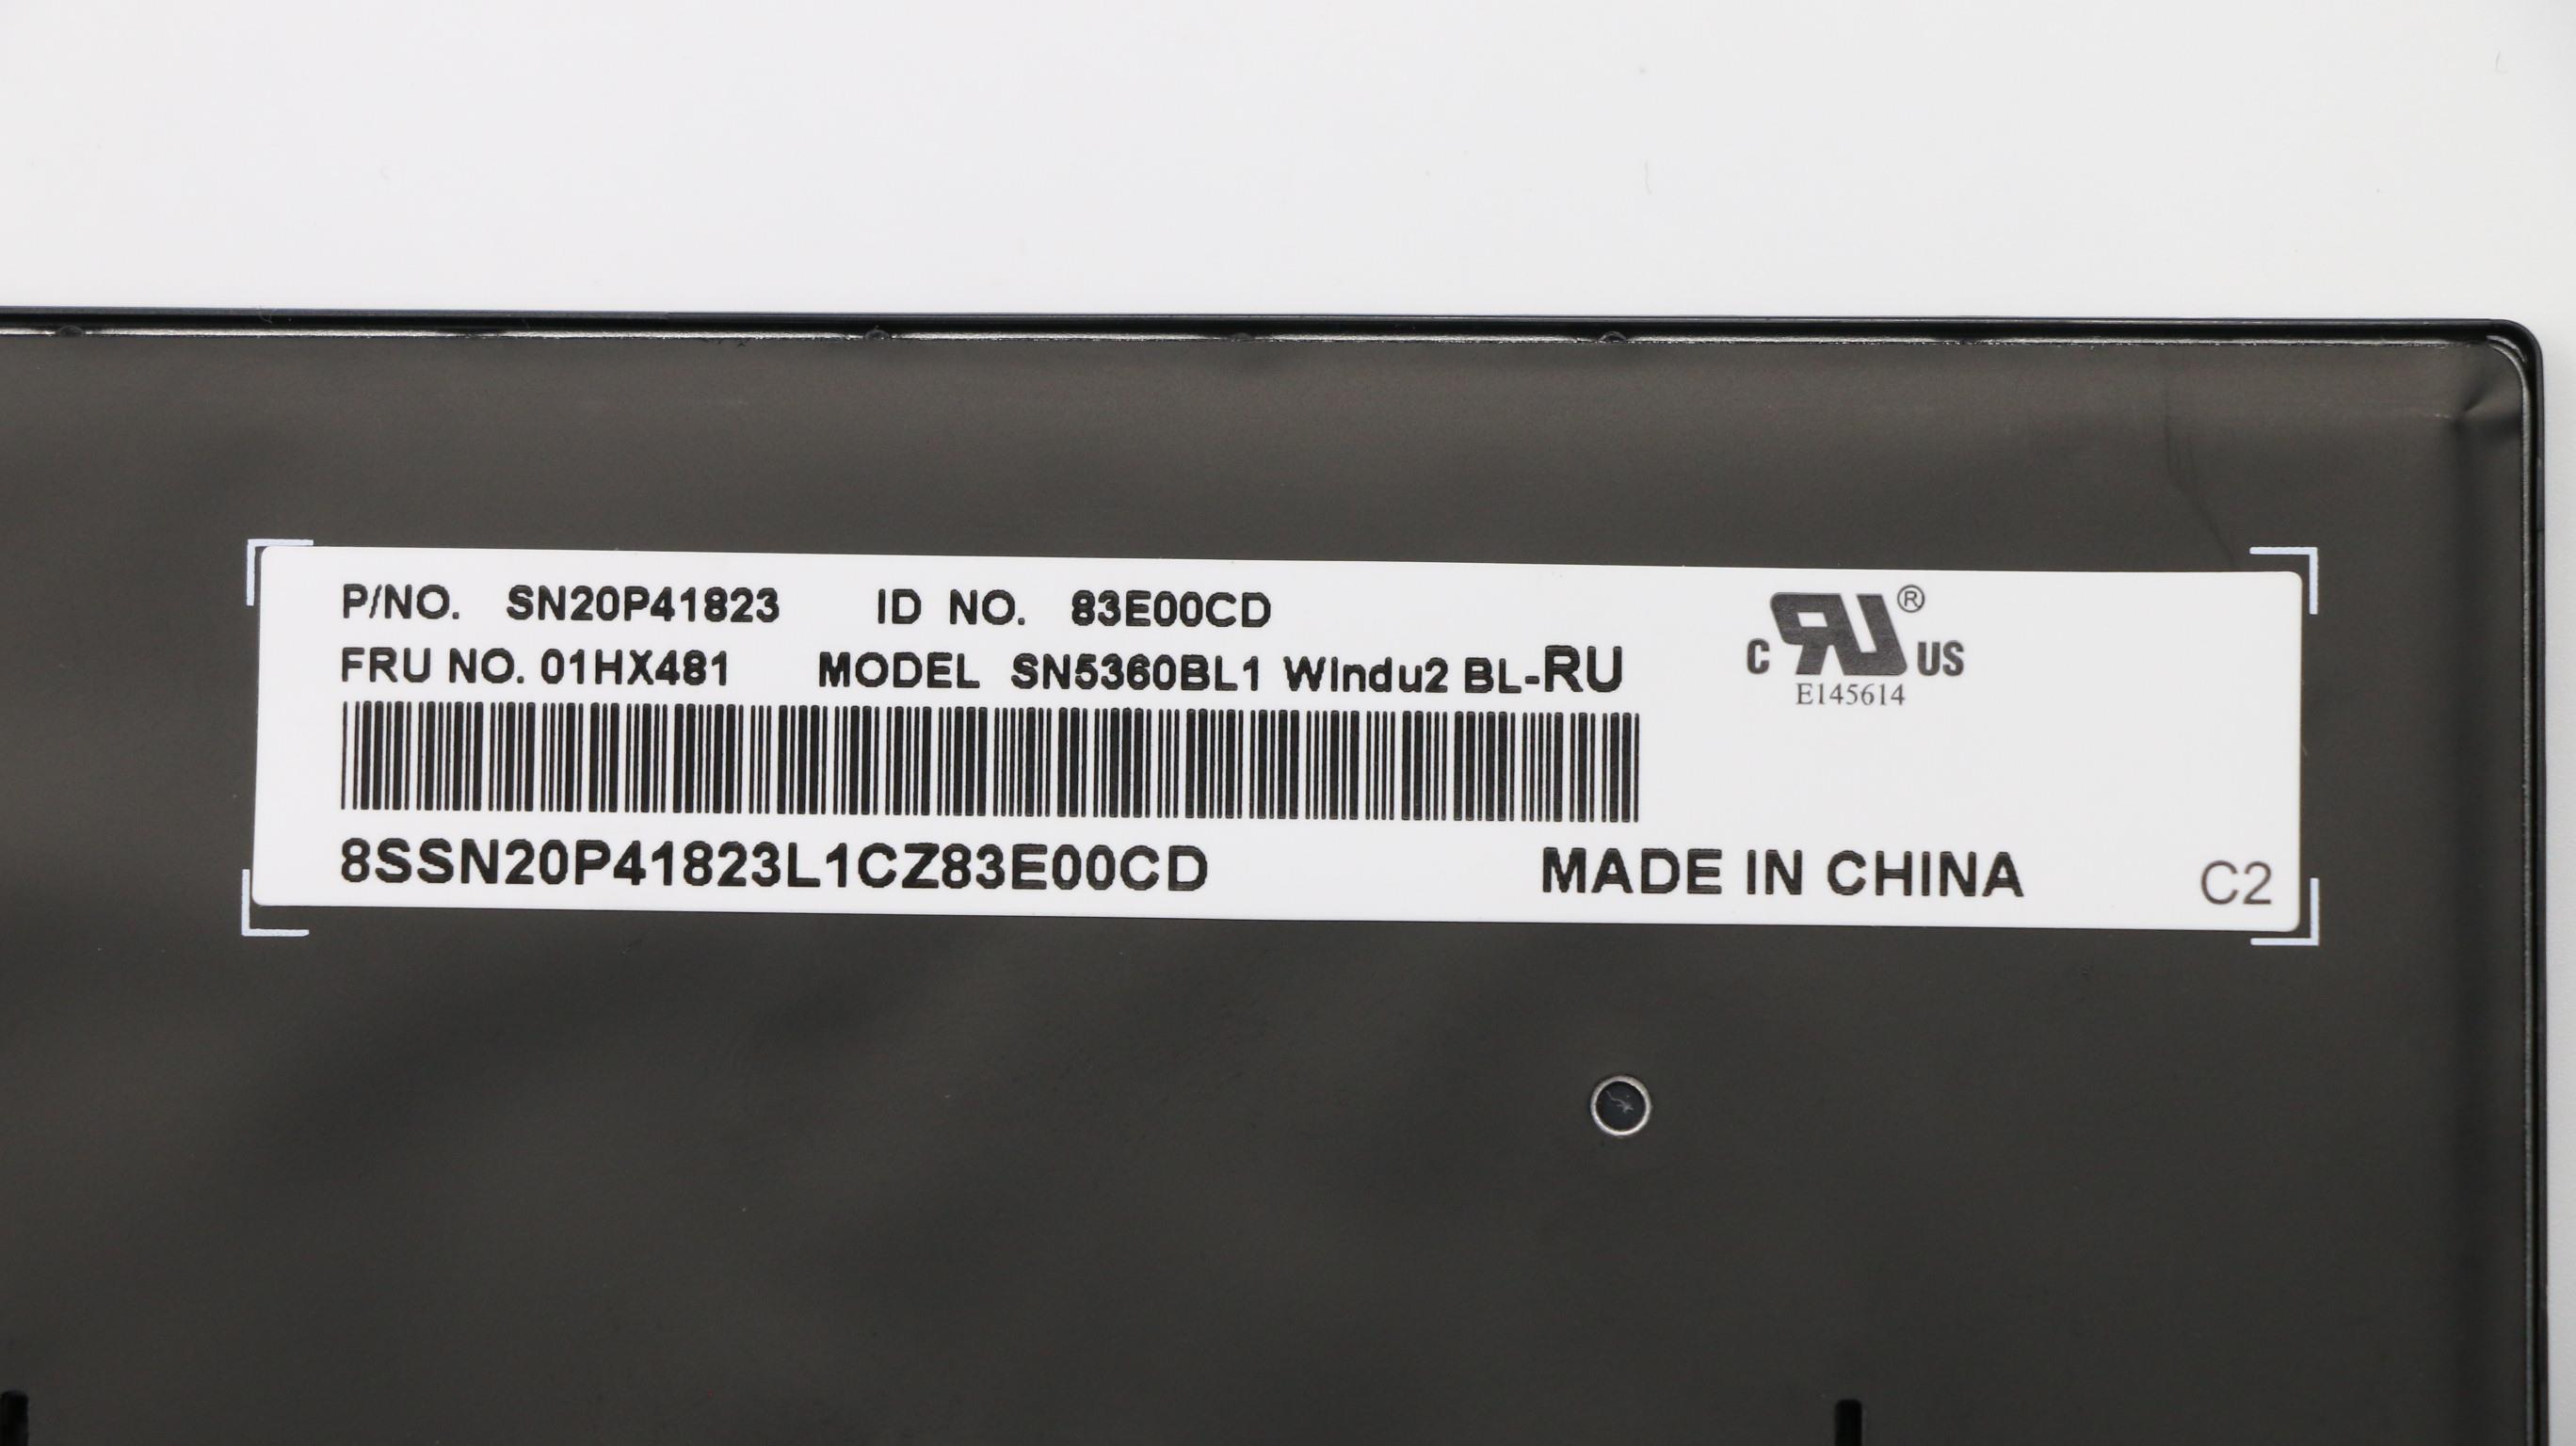 P/NO. SN20P41823 ID NO. 83E00CD
FRU NO. 01HX481 MODEL SN5360BL1 Windu2 BL-RU
C RU® US
E145614
8SSN20P41823L1CZ83E00CD MADE IN CHINA C2